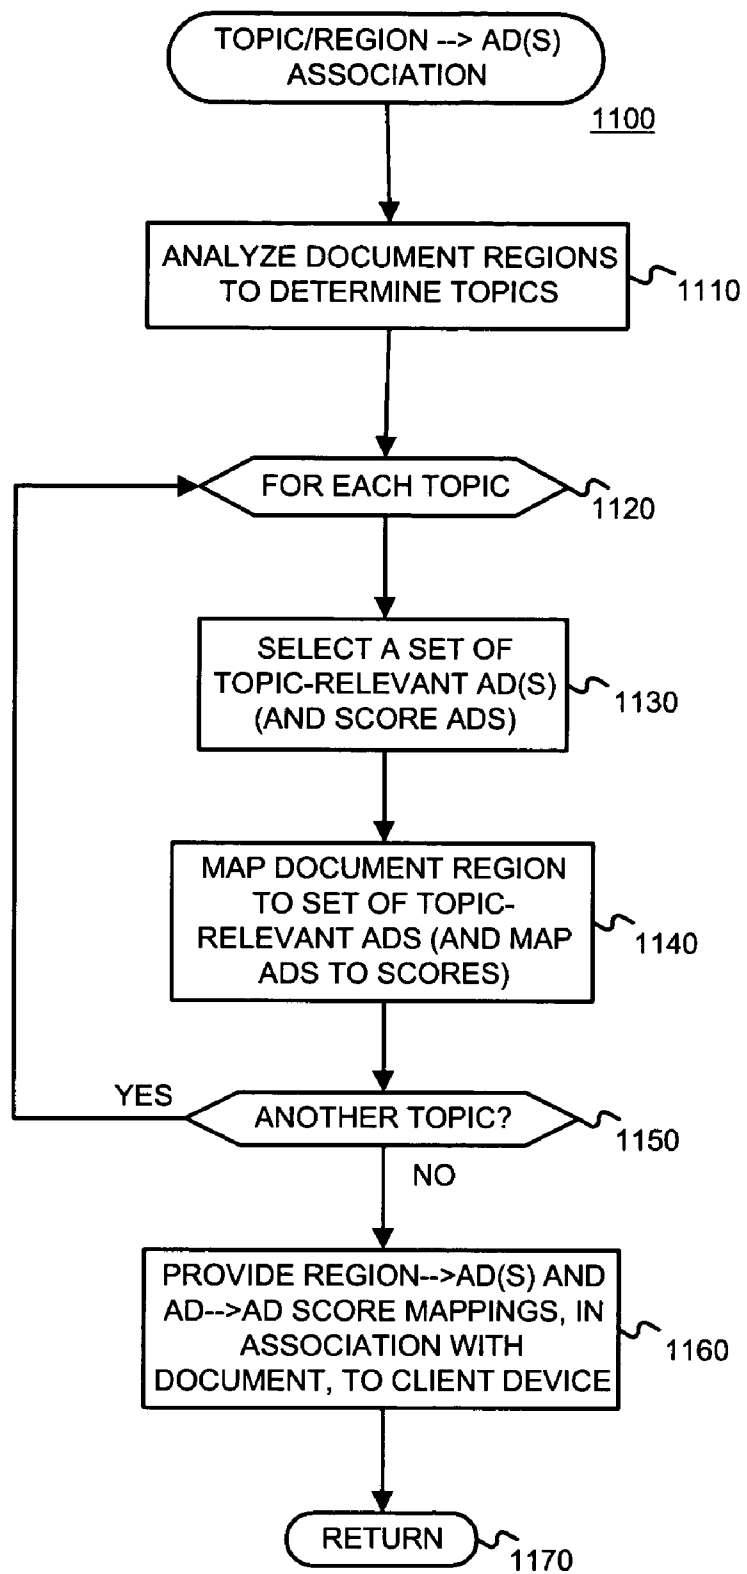 TOPIC/REGION --> AD(S)
ASSOCIATION
1100
ANALYZE DOCUMENT REGIONS
TO DETERMINE TOPICS
1110
FOR EACH TOPIC
1120
SELECT A SET OF
TOPIC-RELEVANT AD(S)
(AND SCORE ADS)
1130
MAP DOCUMENT REGION
TO SET OF TOPIC-
RELEVANT ADS (AND MAP
ADS TO SCORES)
1140
YES
ANOTHER TOPIC?
1150
NO
PROVIDE REGION-->AD(S) AND
AD-->AD SCORE MAPPINGS, IN
ASSOCIATION WITH
DOCUMENT, TO CLIENT DEVICE
1160
RETURN
1170